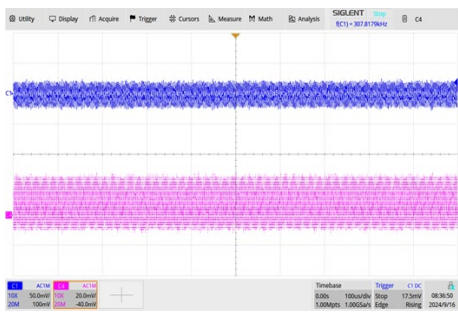 Utility Display Acquire Trigger Cursors Measure Math Analysis SIGLENT Stop C4
f(C1) = 307.8179kHz
C1
C1 AC1M C4 AC1M Timebase Trigger C1 DC
10X 50.0mV/ 10X 20.0mV/ 0.00s 100us/div Stop 17.5mV 08:36:50
20M 100mV 20M -40.0mV 1.00Mpts 1.00GSa/s Edge Rising 2024/9/16